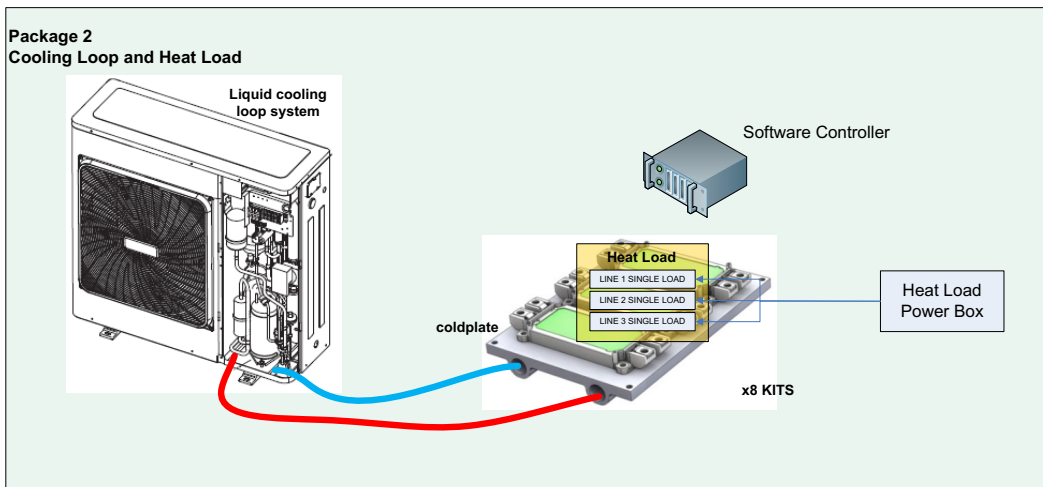 Package 2
Cooling Loop and Heat Load
Liquid cooling
loop system
Software Controller
Heat Load
LINE 1 SINGLE LOAD
LINE 2 SINGLE LOAD
LINE 3 SINGLE LOAD
Heat Load
Power Box
coldplate
x8 KITS